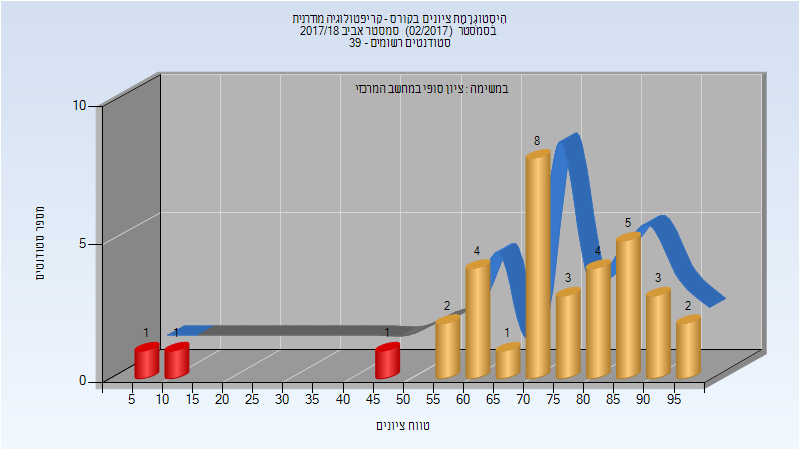 היסטוגרמת ציונים בקורס - קריפטולוגיה מודרנית
בסמסטר (02/2017) סמסטר אביב 2017/18
סטודנטים רשומים - 39
במשימה : ציון סופי במחשב המרכזי
10
5
0
מספר סטודנטים
1 1 1 2 4 1 8 3 4 5 3 2
5 10 15 20 25 30 35 40 45 50 55 60 65 70 75 80 85 90 95
טווח ציונים